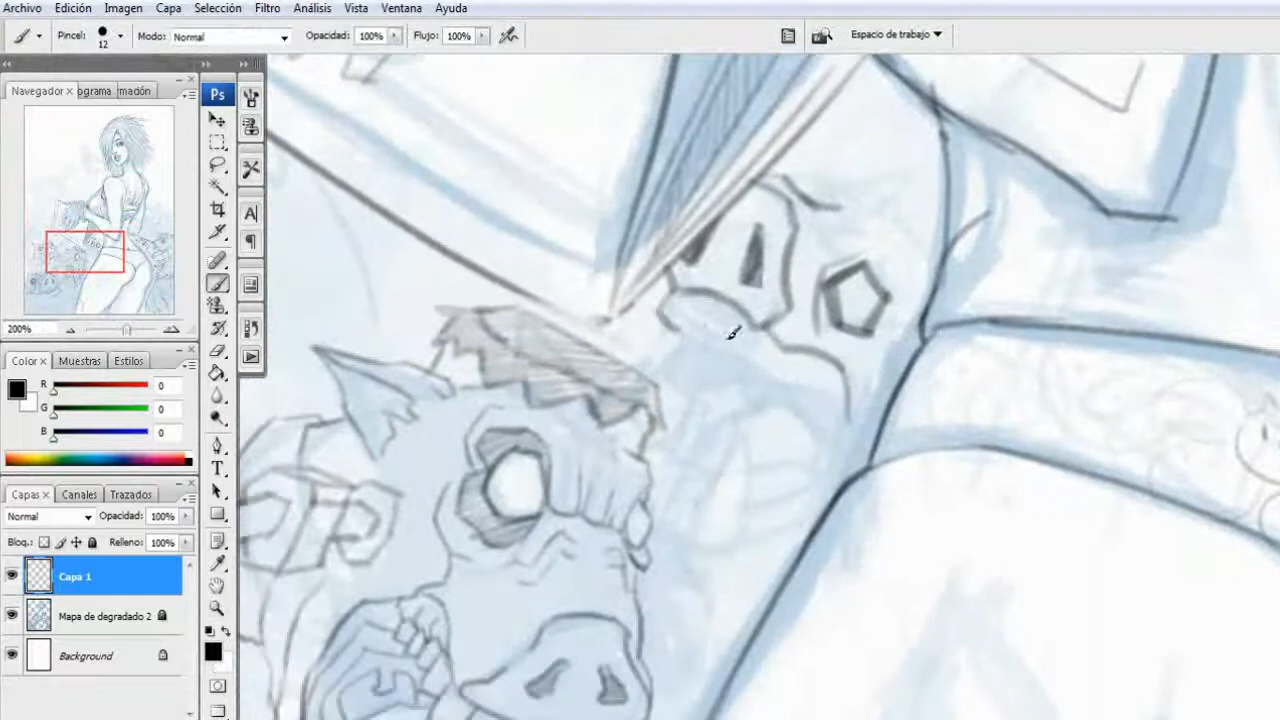 Archivo Edición Imagen Capa Selección Filtro Análisis Vista Ventana Ayuda
Pincel: 12 Modo: Normal Opacidad: 100% Flujo: 100% Espacio de trabajo
Navegador ograma mación
Ps
200%
Color Muestras Estilos
R 0
G 0
B 0
Capas Canales Trazados
Normal Opacidad: 100%
Bloq.: Relleno: 100%
Capa 1
Mapa de degradado 2
Background